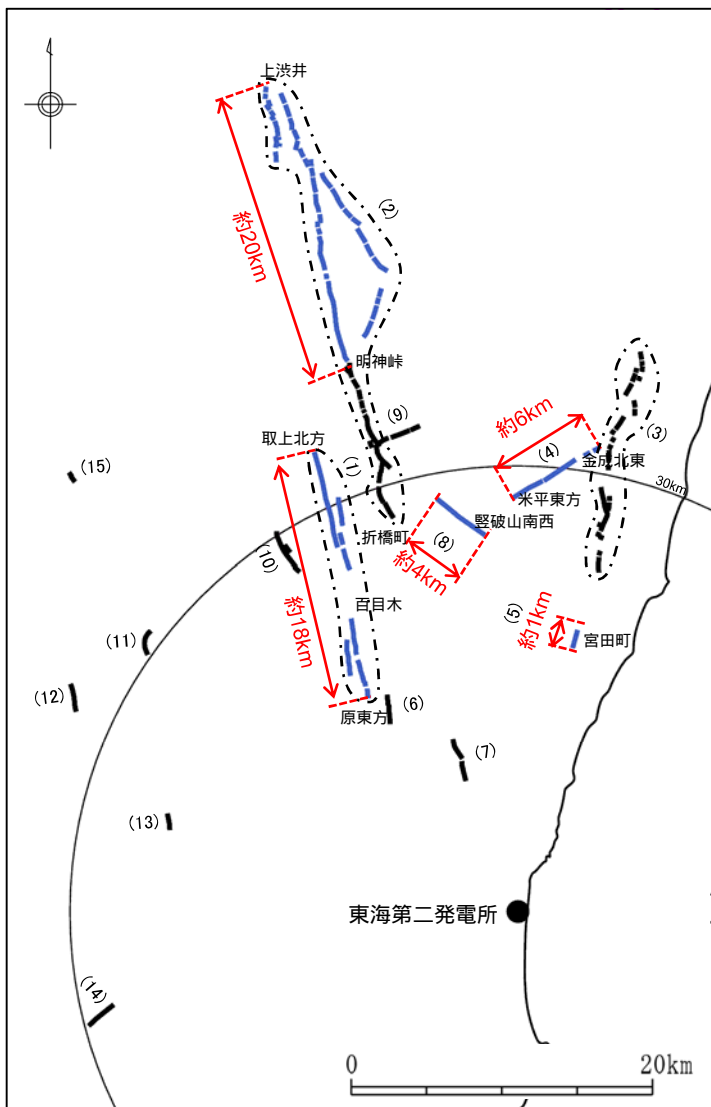 上渋井
(2)
約20km
明神峠
(9)
約6km
(3)
取上北方
(1)
(4)
金成北東
(15)
30km
米平東方
竪破山南西
折橋町
(8)
(10)
約4km
百目木
約18km
(5)
約1km
(11)
宮田町
(12)
(6)
原東方
(7)
(13)
東海第二発電所
(14)
0 20km